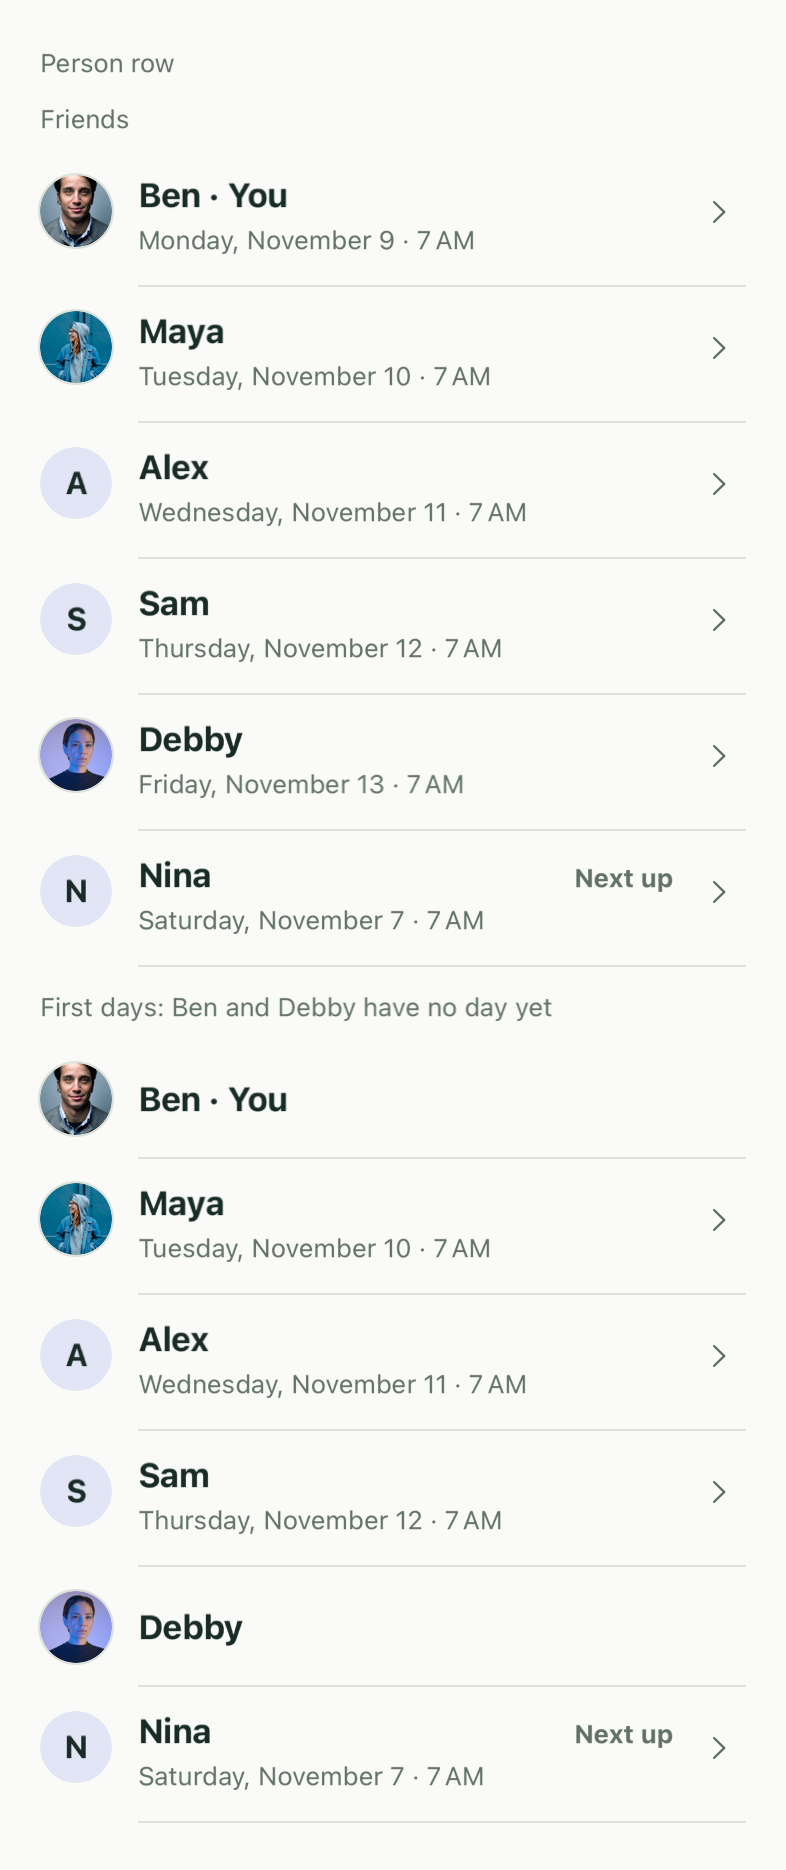 Person row
Friends
Ben · You
Monday, November 9 · 7 AM
Maya
Tuesday, November 10 · 7 AM
A
Alex
Wednesday, November 11 · 7 AM
S
Sam
Thursday, November 12 · 7 AM
Debby
Friday, November 13 · 7 AM
N
Nina
Next up
Saturday, November 7 · 7 AM
First days: Ben and Debby have no day yet
Ben · You
Maya
Tuesday, November 10 · 7 AM
A
Alex
Wednesday, November 11 · 7 AM
S
Sam
Thursday, November 12 · 7 AM
Debby
N
Nina
Next up
Saturday, November 7 · 7 AM